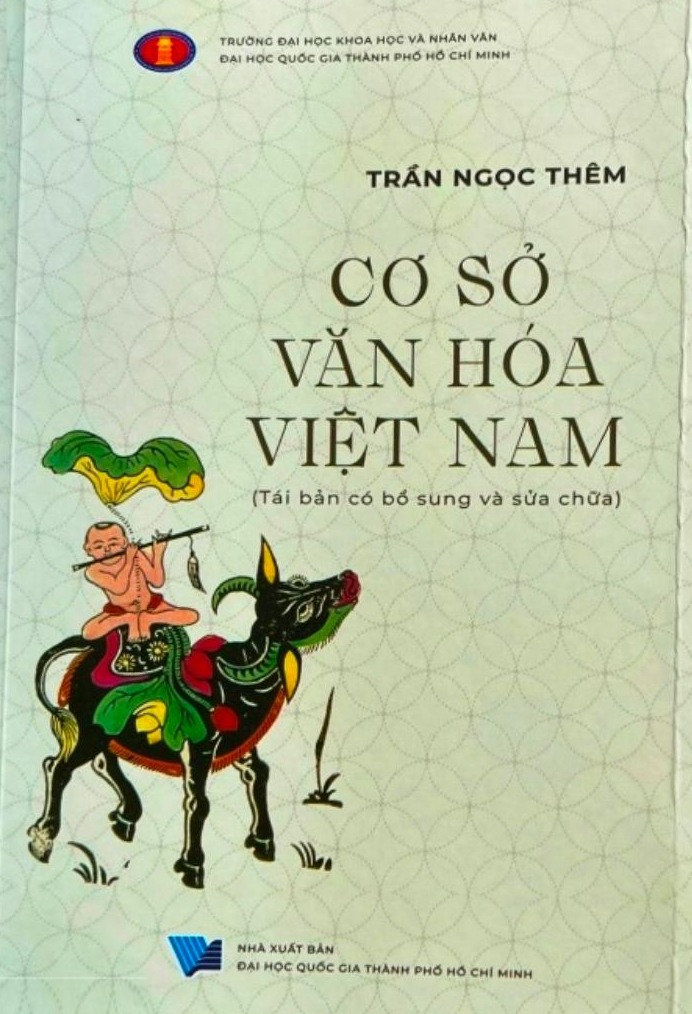 TRƯỜNG ĐẠI HỌC KHOA HỌC VÀ NHÂN VĂN
ĐẠI HỌC QUỐC GIA THÀNH PHỐ HỒ CHÍ MINH
TRẦN NGỌC THÊM
CƠ SỞ
VĂN HÓA
VIỆT NAM
(Tái bản có bổ sung và sửa chữa)
NHÀ XUẤT BẢN
ĐẠI HỌC QUỐC GIA THÀNH PHỐ HỒ CHÍ MINH